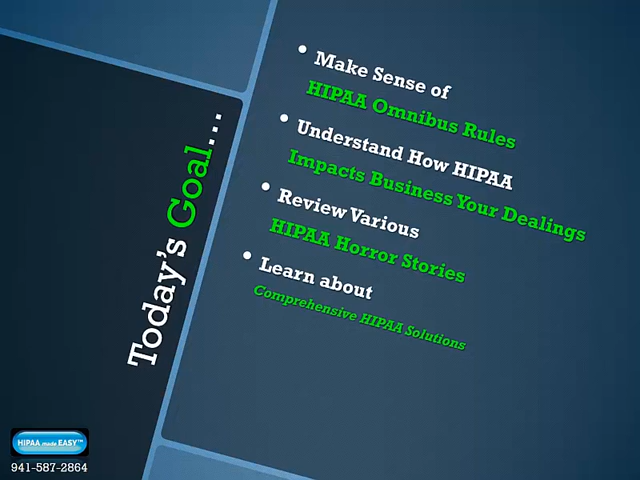 Today's Goal...
• Make Sense of
HIPAA Omnibus Rules
• Understand How HIPAA
Impacts Business Your Dealings
• Review Various
HIPAA Horror Stories
• Learn about
Comprehensive HIPAA Solutions
HIPAA made EASY™
941-587-2864